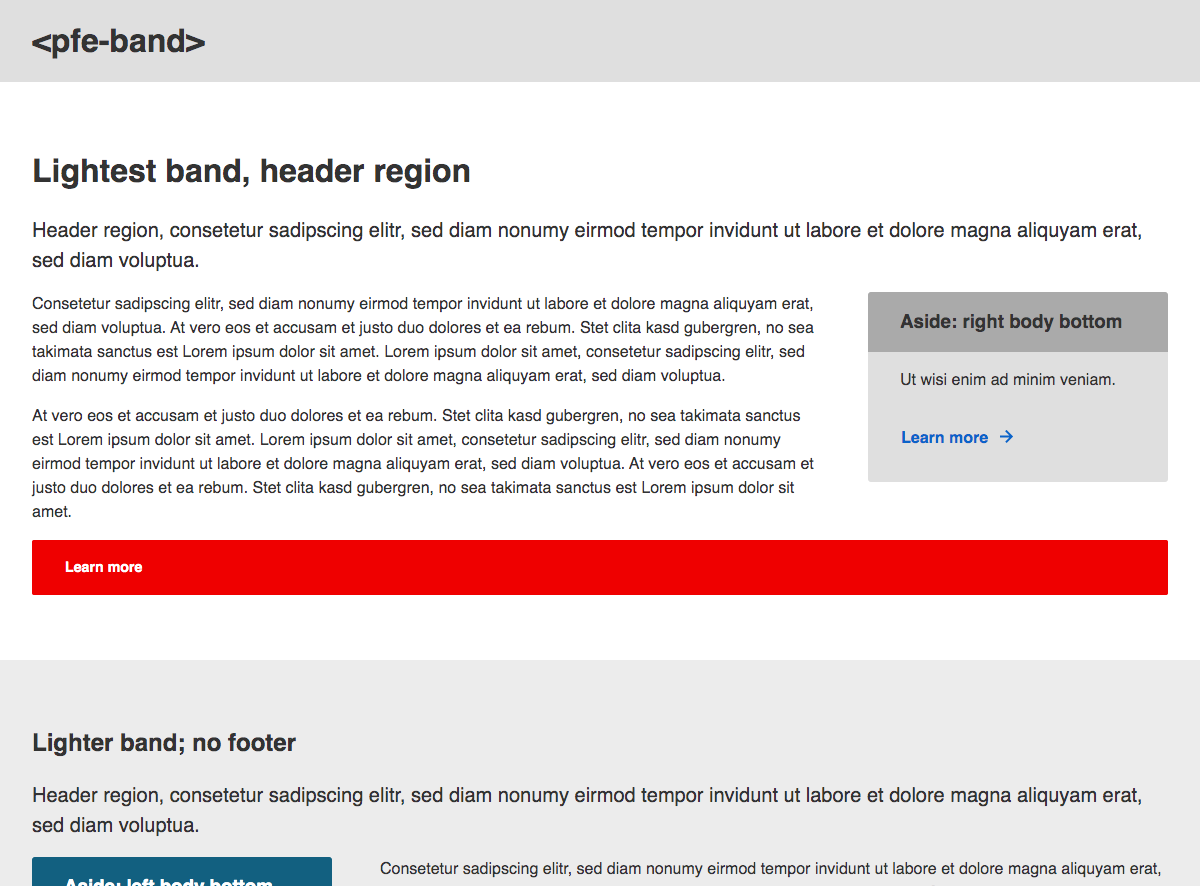 <pfe-band>
Lightest band, header region
Header region, consetetur sadipscing elitr, sed diam nonumy eirmod tempor invidunt ut labore et dolore magna aliquyam erat,
sed diam voluptua.
Consetetur sadipscing elitr, sed diam nonumy eirmod tempor invidunt ut labore et dolore magna aliquyam erat,
sed diam voluptua. At vero eos et accusam et justo duo dolores et ea rebum. Stet clita kasd gubergren, no sea
takimata sanctus est Lorem ipsum dolor sit amet. Lorem ipsum dolor sit amet, consetetur sadipscing elitr, sed
diam nonumy eirmod tempor invidunt ut labore et dolore magna aliquyam erat, sed diam voluptua.
At vero eos et accusam et justo duo dolores et ea rebum. Stet clita kasd gubergren, no sea takimata sanctus
est Lorem ipsum dolor sit amet. Lorem ipsum dolor sit amet, consetetur sadipscing elitr, sed diam nonumy
eirmod tempor invidunt ut labore et dolore magna aliquyam erat, sed diam voluptua. At vero eos et accusam et
justo duo dolores et ea rebum. Stet clita kasd gubergren, no sea takimata sanctus est Lorem ipsum dolor sit
amet.
Aside: right body bottom
Ut wisi enim ad minim veniam.
Learn more →
Learn more
Lighter band; no footer
Header region, consetetur sadipscing elitr, sed diam nonumy eirmod tempor invidunt ut labore et dolore magna aliquyam erat,
sed diam voluptua.
Aside: left body bottom
Consetetur sadipscing elitr, sed diam nonumy eirmod tempor invidunt ut labore et dolore magna aliquyam erat,